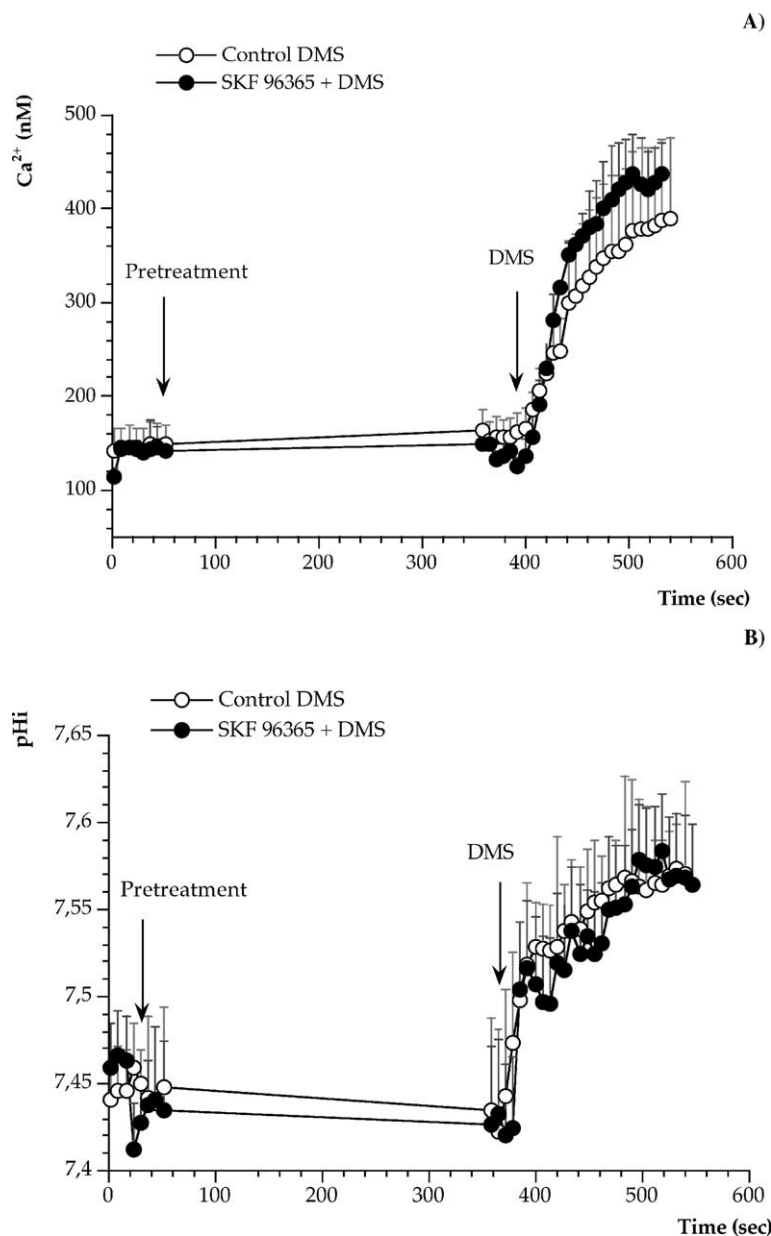 A)
Control DMS
SKF 96365 + DMS
Ca²⁺ (nM)
500
400
300
200
100
Pretreatment
DMS
0 100 200 300 400 500 600
Time (sec)
B)
Control DMS
SKF 96365 + DMS
pHi
7,65
7,6
7,55
7,5
7,45
7,4
Pretreatment
DMS
0 100 200 300 400 500 600
Time (sec)